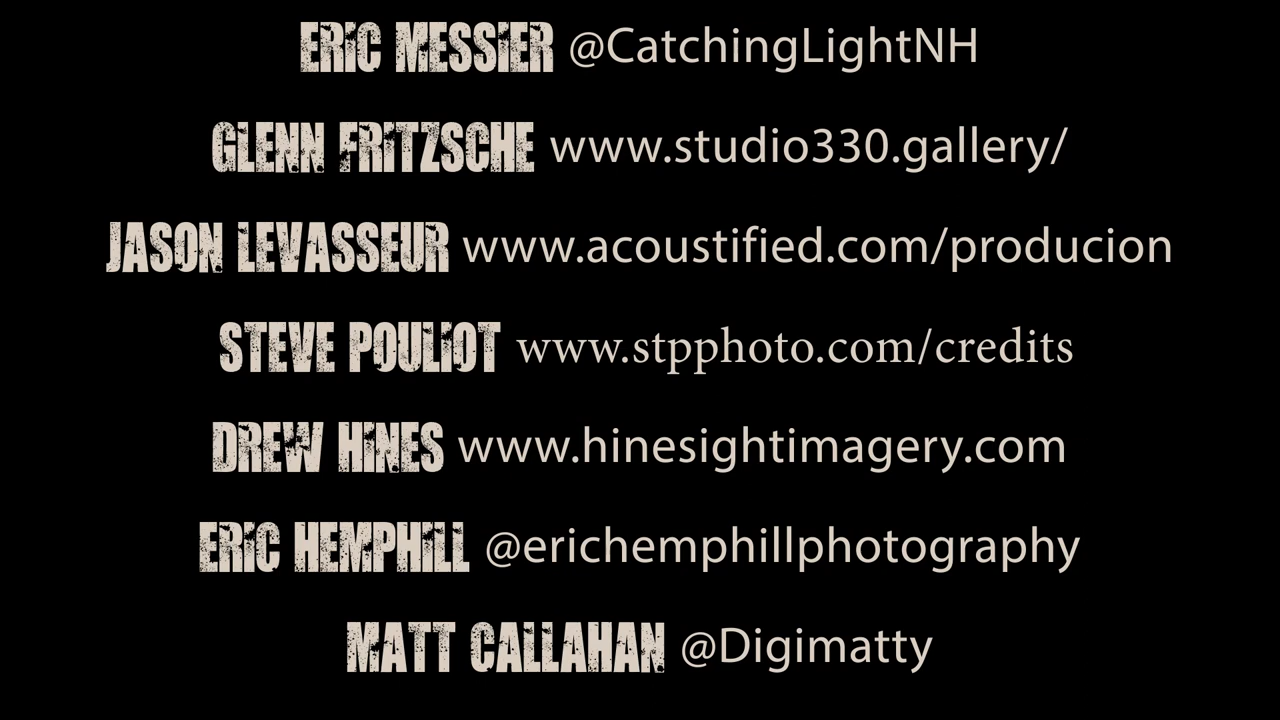 ERIC MESSIER @CatchingLightNH
GLENN FRITZSCHE www.studio330.gallery/
JASON LEVASSEUR www.acoustified.com/producion
STEVE POULIOT www.stpphoto.com/credits
DREW HINES www.hinesightimagery.com
ERIC HEMPHILL @erichemphillphotography
MATT CALLAHAN @Digimatty